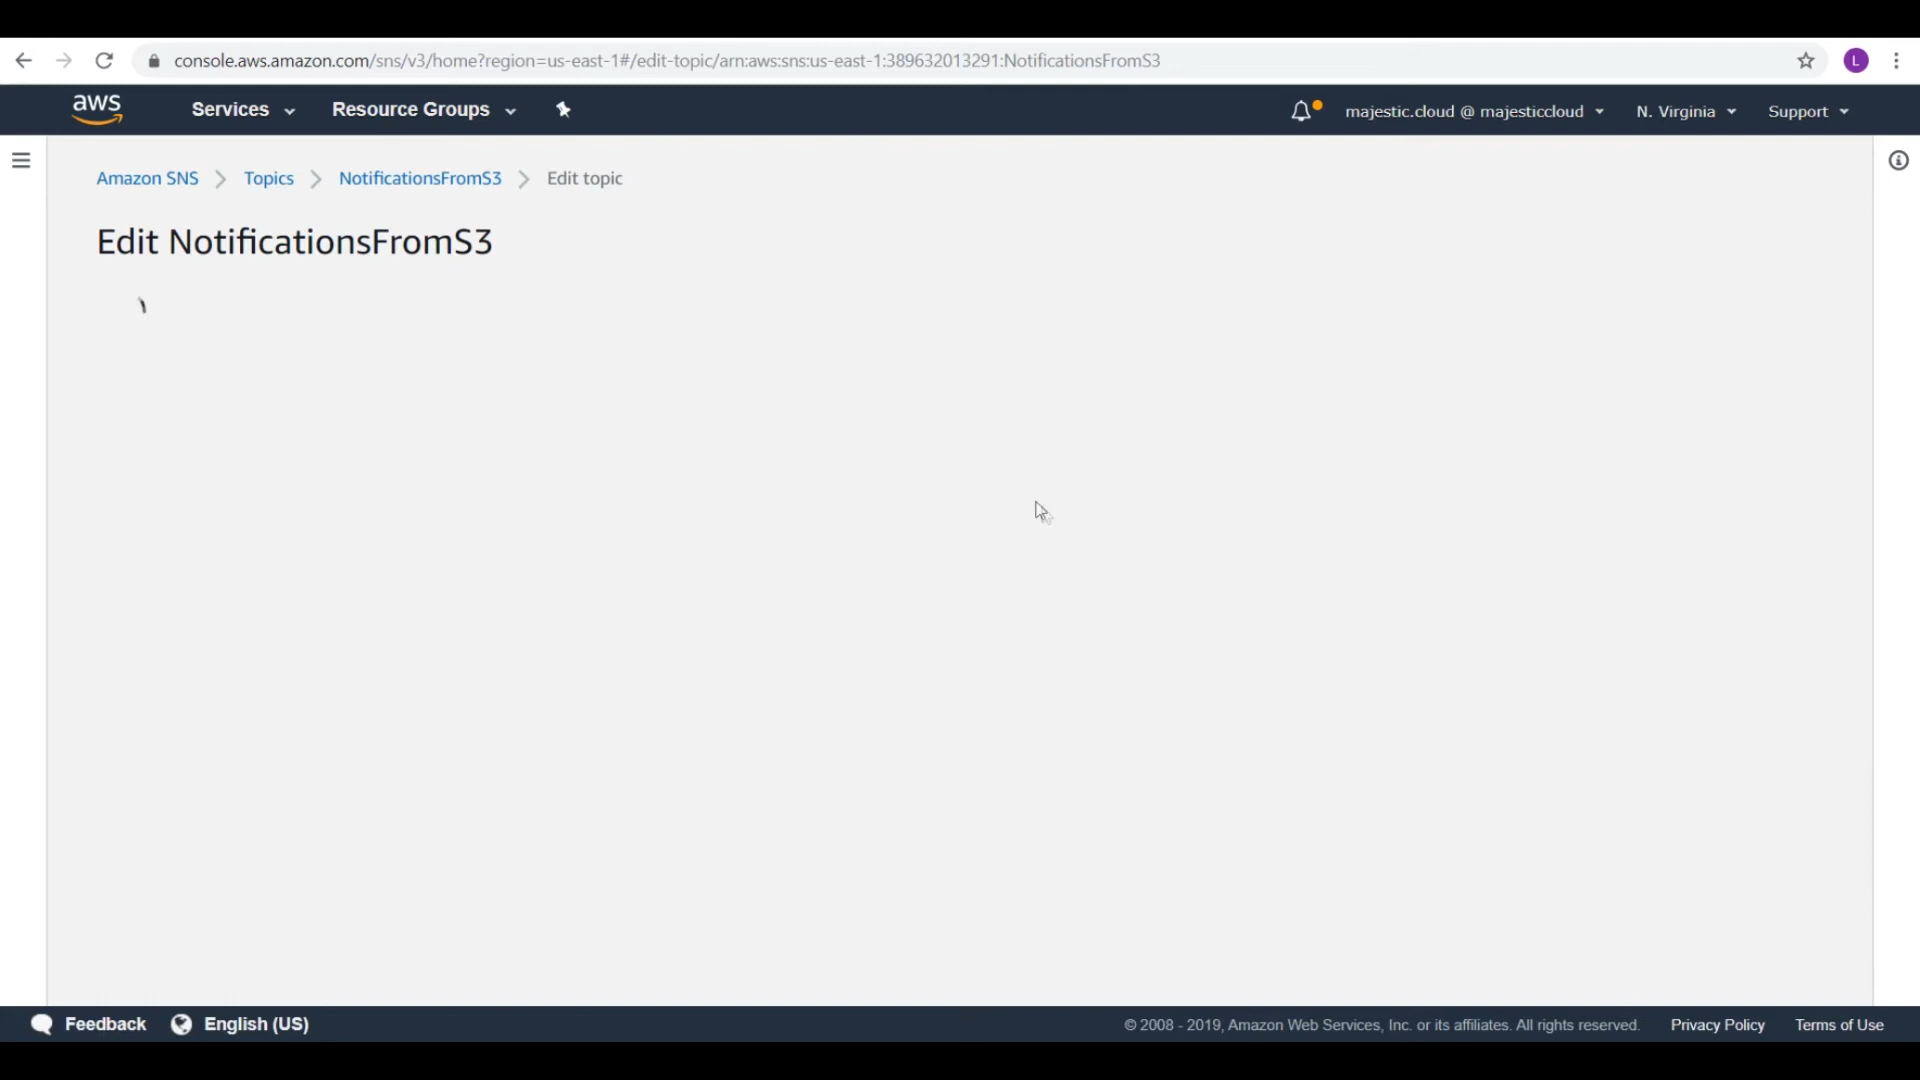 console.aws.amazon.com/sns/v3/home?region=us-east-1#/edit-topic/arn:aws:sns:us-east-1:389632013291:NotificationsFromS3
L
aws Services Resource Groups majestic.cloud @ majesticcloud N. Virginia Support
Amazon SNS Topics NotificationsFromS3 Edit topic
Edit NotificationsFromS3
Feedback English (US) © 2008 - 2019, Amazon Web Services, Inc. or its affiliates. All rights reserved. Privacy Policy Terms of Use